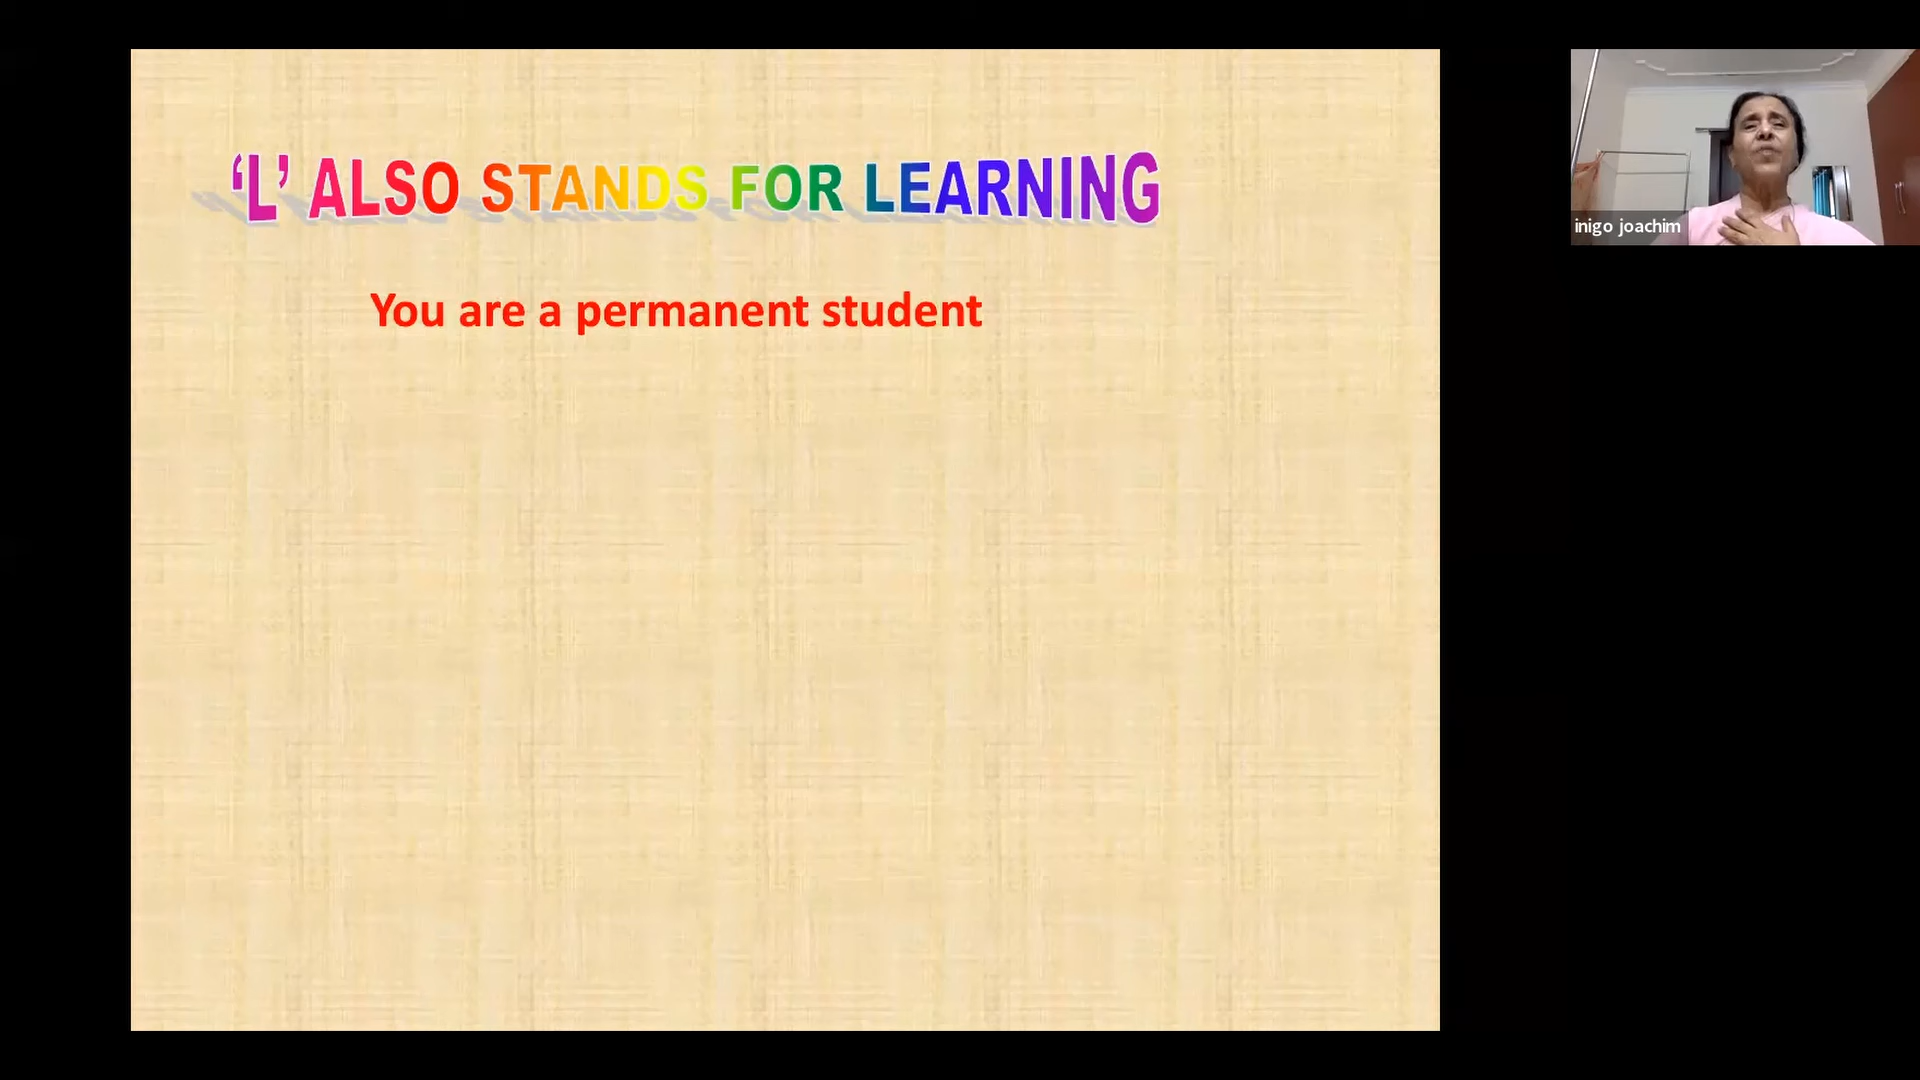 ‘L’ ALSO STANDS FOR LEARNING
You are a permanent student
inigo joachim